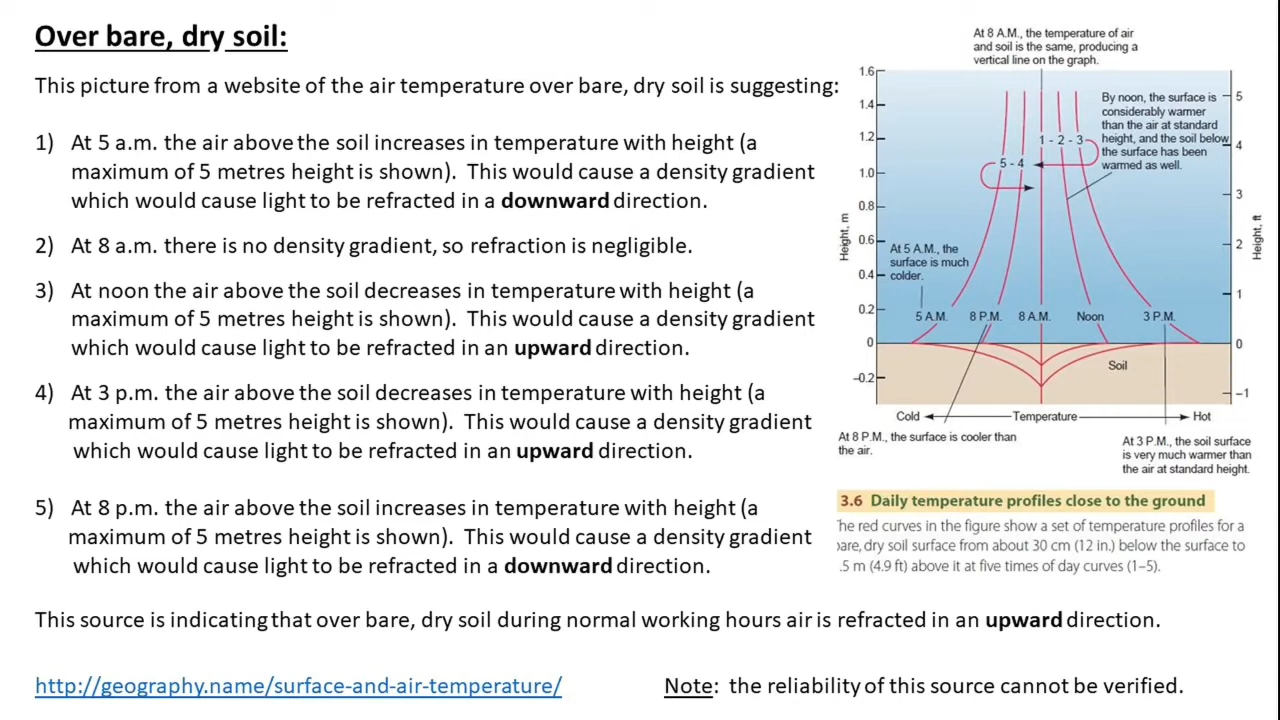 Over bare, dry soil:
This picture from a website of the air temperature over bare, dry soil is suggesting:
1) At 5 a.m. the air above the soil increases in temperature with height (a
maximum of 5 metres height is shown). This would cause a density gradient
which would cause light to be refracted in a downward direction.
2) At 8 a.m. there is no density gradient, so refraction is negligible.
3) At noon the air above the soil decreases in temperature with height (a
maximum of 5 metres height is shown). This would cause a density gradient
which would cause light to be refracted in an upward direction.
4) At 3 p.m. the air above the soil decreases in temperature with height (a
maximum of 5 metres height is shown). This would cause a density gradient
which would cause light to be refracted in an upward direction.
5) At 8 p.m. the air above the soil increases in temperature with height (a
maximum of 5 metres height is shown). This would cause a density gradient
which would cause light to be refracted in a downward direction.
This source is indicating that over bare, dry soil during normal working hours air is refracted in an upward direction.
http://geography.name/surface-and-air-temperature/
Note: the reliability of this source cannot be verified.
At 8 A.M., the temperature of air
and soil is the same, producing a
vertical line on the graph.
1.6
1.4
1.2
1.0
0.8
0.6
0.4
0.2
0
–0.2
Height, m
5
4
3
2
1
0
–1
Height, ft
By noon, the surface is
considerably warmer
than the air at standard
height, and the soil below
the surface has been
warmed as well.
1 - 2 - 3
5 - 4
At 5 A.M., the
surface is much
colder.
5 A.M. 8 P.M. 8 A.M. Noon 3 P.M.
Soil
Cold Temperature Hot
At 8 P.M., the surface is cooler than
the air.
At 3 P.M., the soil surface
is very much warmer than
the air at standard height.
3.6 Daily temperature profiles close to the ground
The red curves in the figure show a set of temperature profiles for a
bare, dry soil surface from about 30 cm (12 in.) below the surface to
.5 m (4.9 ft) above it at five times of day curves (1–5).